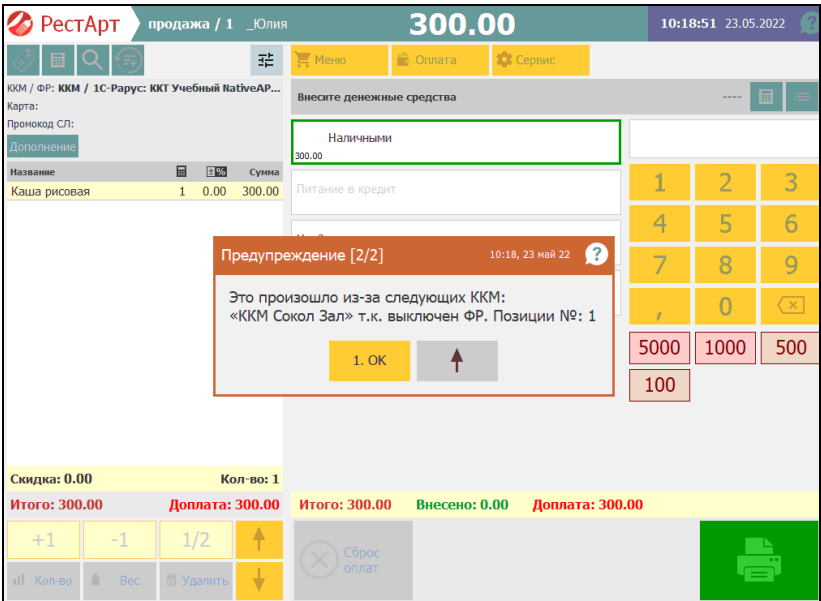 РестАрт
продажа / 1 _Юлия
300.00
10:18:51 23.05.2022
?
Меню
Оплата
Сервис
ККМ / ФР: ККМ / 1С-Рарус: ККТ Учебный NativeAP...
Карта:
Промокод СЛ:
Дополнение
Внесите денежные средства
----
Название % Сумма
Каша рисовая 1 0.00 300.00
Наличными
300.00
Питание в кредит
1 2 3
4 5 6
7 8 9
, 0
5000 1000 500
100
Предупреждение [2/2] 10:18, 23 май 22 ?
Это произошло из-за следующих ККМ:
«ККМ Сокол Зал» т.к. выключен ФР. Позиции №: 1
1. ОК
Скидка: 0.00 Кол-во: 1
Итого: 300.00 Доплата: 300.00
Итого: 300.00 Внесено: 0.00 Доплата: 300.00
+1 -1 1/2
Кол-во Вес Удалить
Сброс
оплат